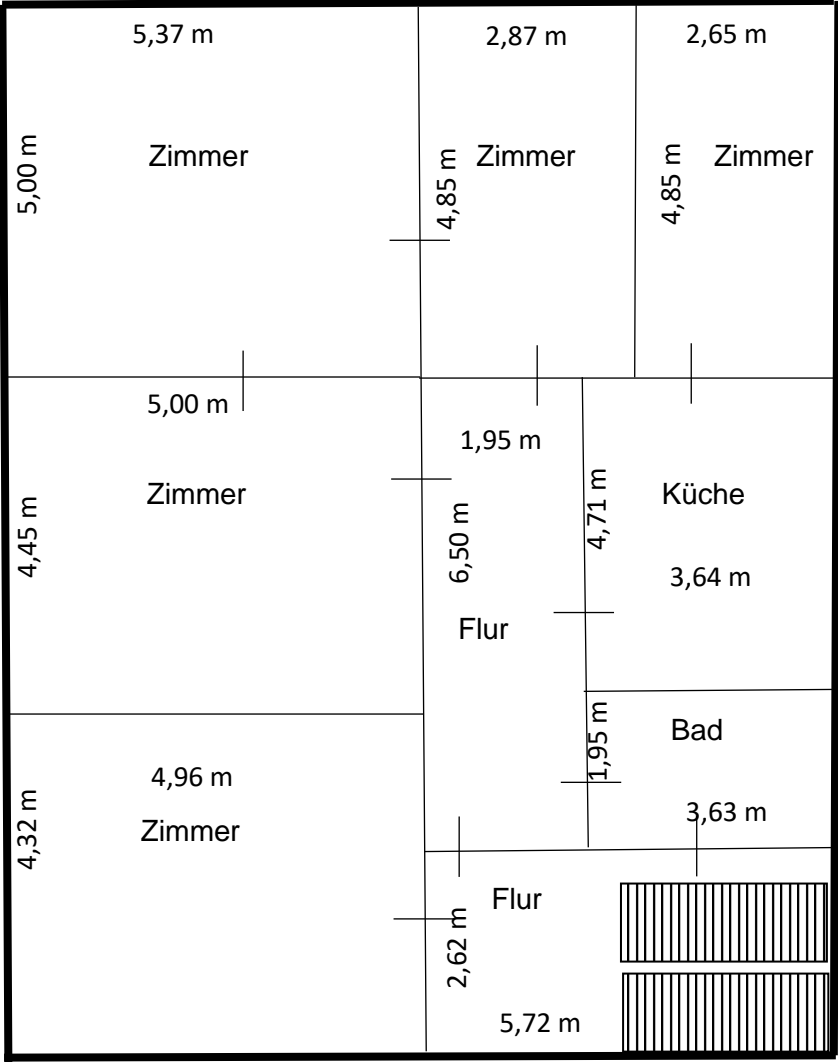 5,37 m
2,87 m
2,65 m
5,00 m
Zimmer
4,85 m
Zimmer
4,85 m
Zimmer
5,00 m
1,95 m
4,45 m
Zimmer
6,50 m
4,71 m
Küche
3,64 m
Flur
1,95 m
Bad
4,96 m
3,63 m
4,32 m
Zimmer
Flur
2,62 m
5,72 m